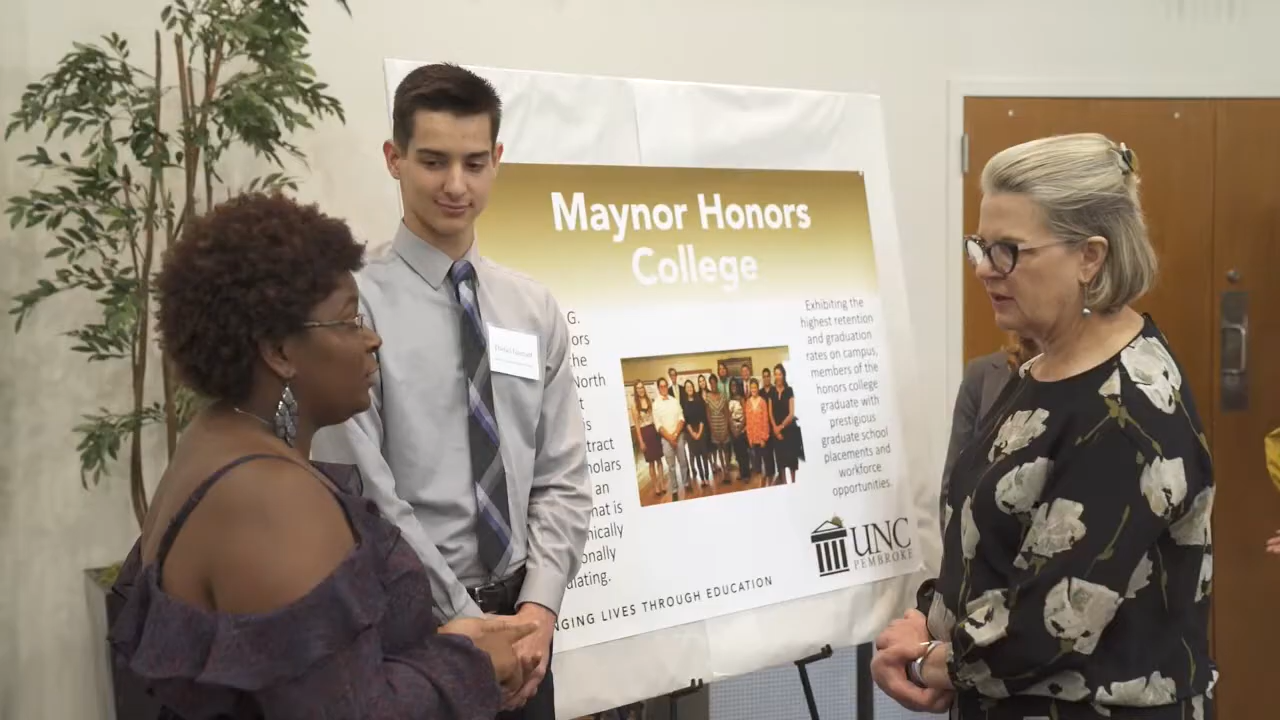 Maynor Honors
College
G.
ors
the
North
t
is
tract
holars
an
hat is
nically
onally
ulating.
Exhibiting the
highest retention
and graduation
rates on campus,
members of the
honors college
graduate with
prestigious
graduate school
placements and
workforce
opportunities.
UNC
PEMBROKE
NGING LIVES THROUGH EDUCATION